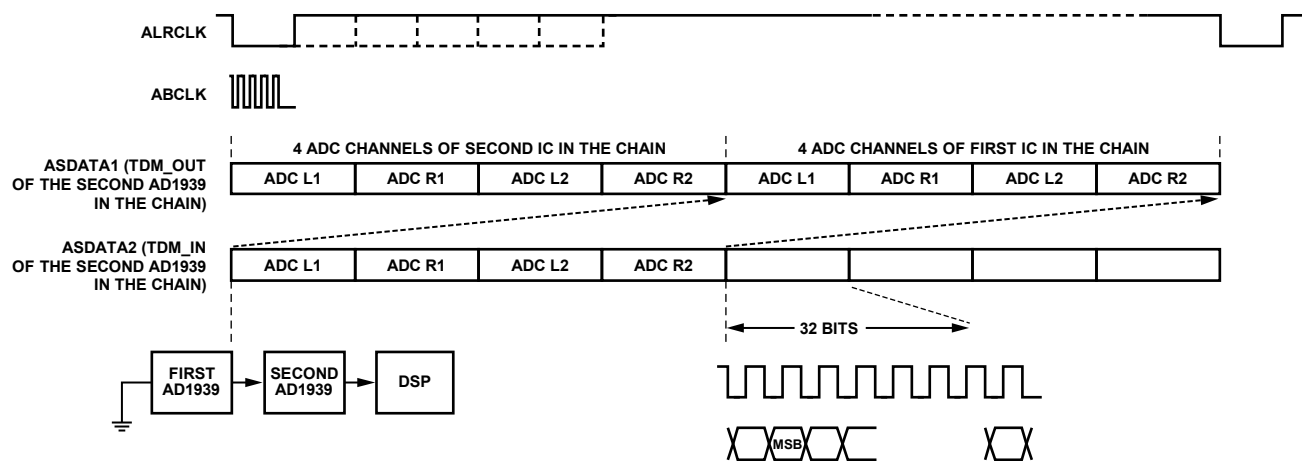 ALRCLK
ABCLK
4 ADC CHANNELS OF SECOND IC IN THE CHAIN
4 ADC CHANNELS OF FIRST IC IN THE CHAIN
ASDATA1 (TDM_OUT
OF THE SECOND AD1939
IN THE CHAIN)
ADC L1
ADC R1
ADC L2
ADC R2
ADC L1
ADC R1
ADC L2
ADC R2
ASDATA2 (TDM_IN
OF THE SECOND AD1939
IN THE CHAIN)
ADC L1
ADC R1
ADC L2
ADC R2
32 BITS
FIRST
AD1939
SECOND
AD1939
DSP
MSB